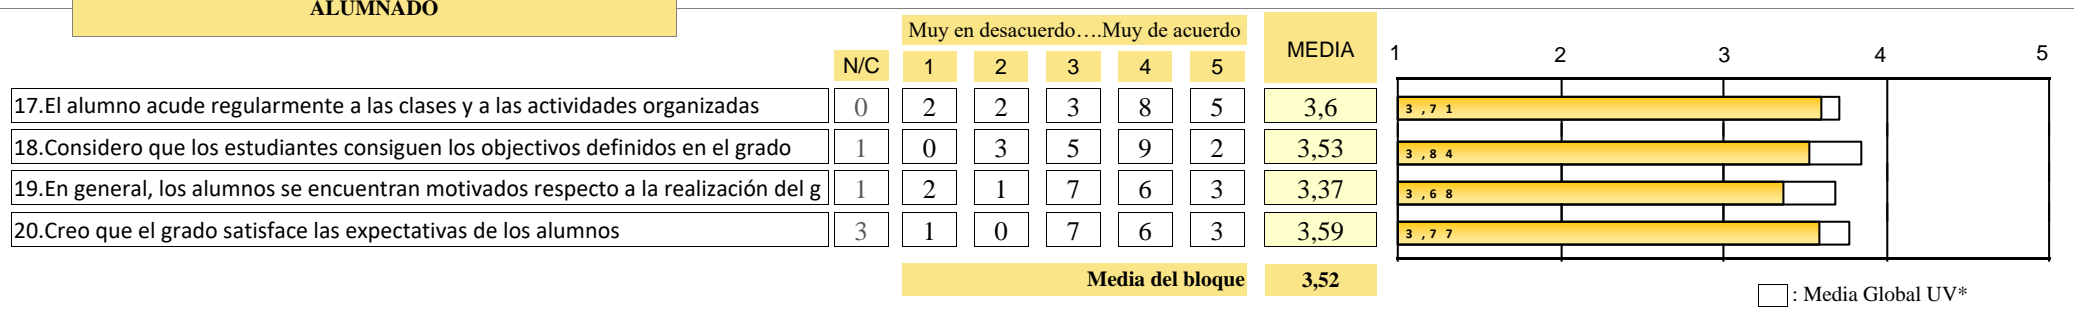 ALUMNADO
Muy en desacuerdo….Muy de acuerdo
MEDIA
N/C 1 2 3 4 5
1 2 3 4 5
17.El alumno acude regularmente a las clases y a las actividades organizadas 0 2 2 3 8 5 3,6 3,71
18.Considero que los estudiantes consiguen los objectivos definidos en el grado 1 0 3 5 9 2 3,53 3,84
19.En general, los alumnos se encuentran motivados respecto a la realización del g 1 2 1 7 6 3 3,37 3,68
20.Creo que el grado satisface las expectativas de los alumnos 3 1 0 7 6 3 3,59 3,77
Media del bloque 3,52
: Media Global UV*